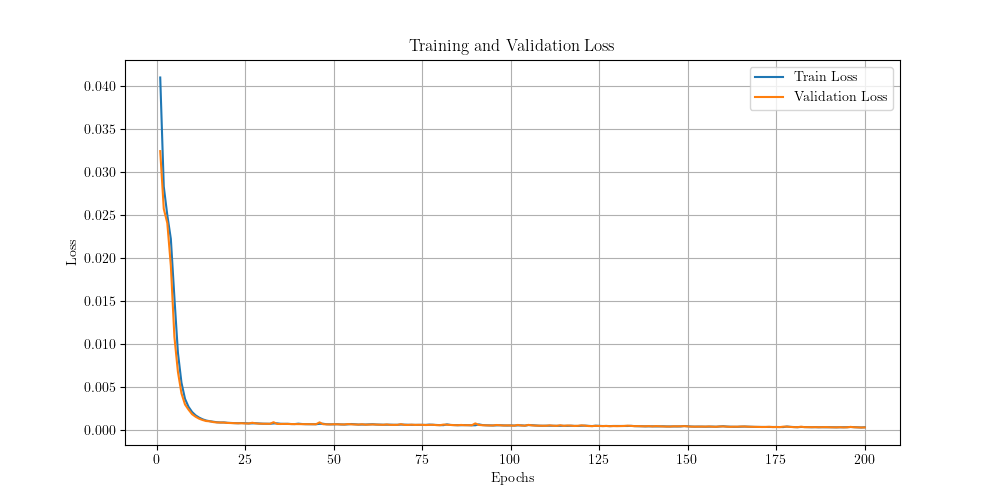 Training and Validation Loss
Train Loss
Validation Loss
0.040
0.035
0.030
0.025
0.020
0.015
0.010
0.005
0.000
Loss
0 25 50 75 100 125 150 175 200
Epochs